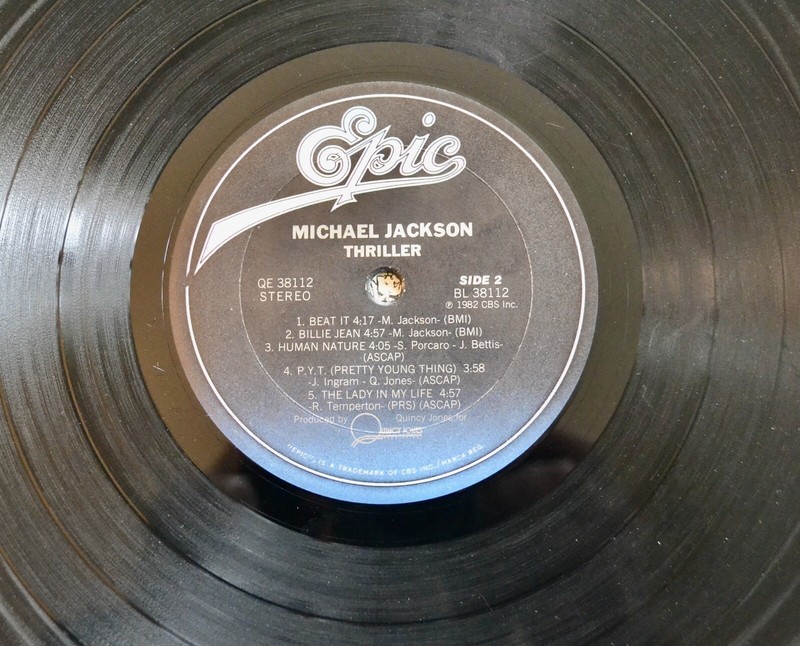 Epic
MICHAEL JACKSON
THRILLER
QE 38112
STEREO
SIDE 2
BL 38112
℗ 1982 CBS Inc.
1. BEAT IT 4:17 -M. Jackson- (BMI)
2. BILLIE JEAN 4:57 -M. Jackson- (BMI)
3. HUMAN NATURE 4:05 -S. Porcaro - J. Bettis-
(ASCAP)
4. P.Y.T. (PRETTY YOUNG THING) 3:58
-J. Ingram - Q. Jones- (ASCAP)
5. THE LADY IN MY LIFE 4:57
-R. Temperton- (PRS) (ASCAP)
Produced by Quincy Jones for
"EPIC", IS A TRADEMARK OF CBS INC./MARCA REG.